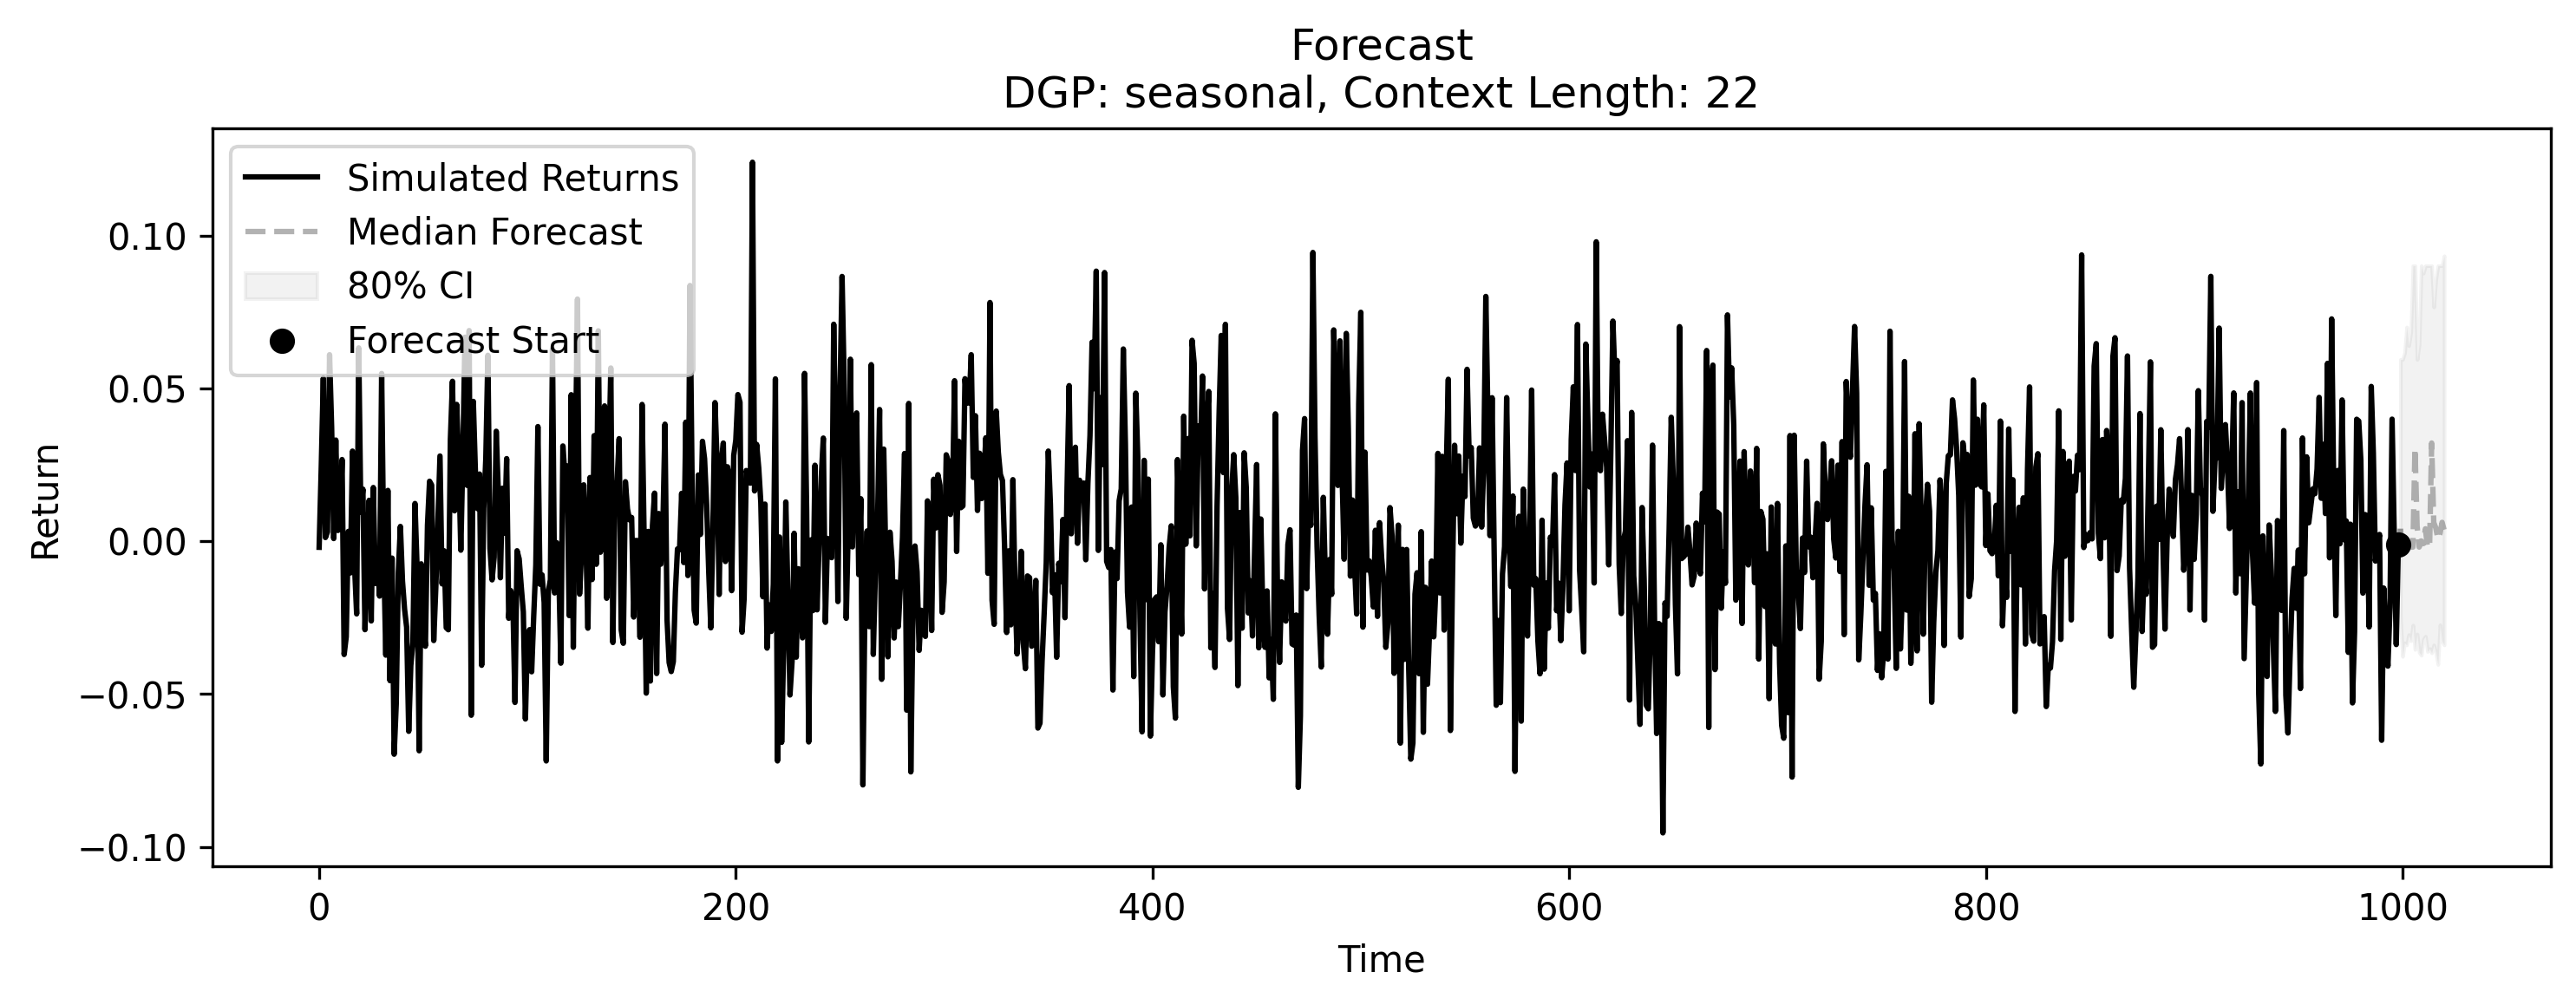 Forecast
DGP: seasonal, Context Length: 22
Simulated Returns
Median Forecast
80% CI
Forecast Start
Return
0.10
0.05
0.00
−0.05
−0.10
0 200 400 600 800 1000
Time